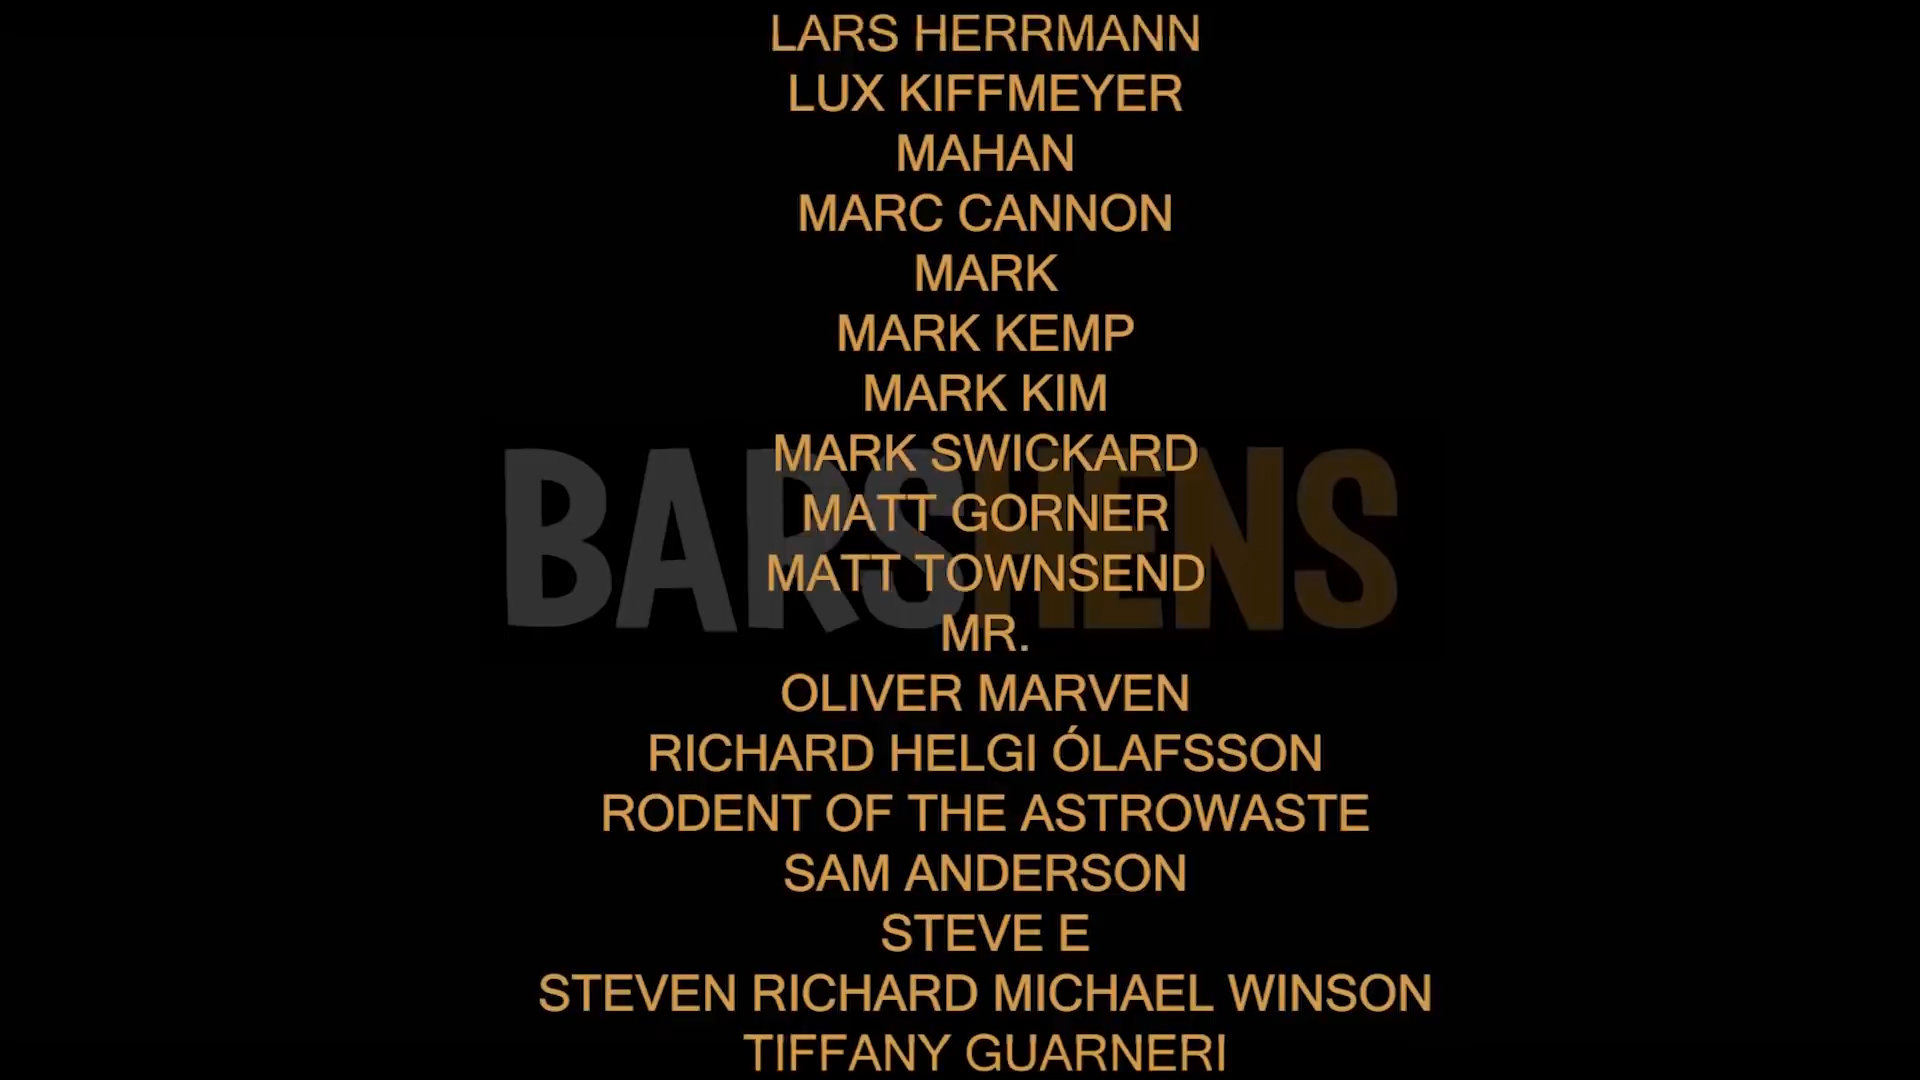 LARS HERRMANN
LUX KIFFMEYER
MAHAN
MARC CANNON
MARK
MARK KEMP
MARK KIM
MARK SWICKARD
BARSHENS
MATT GORNER
MATT TOWNSEND
MR.
OLIVER MARVEN
RICHARD HELGI ÓLAFSSON
RODENT OF THE ASTROWASTE
SAM ANDERSON
STEVE E
STEVEN RICHARD MICHAEL WINSON
TIFFANY GUARNERI